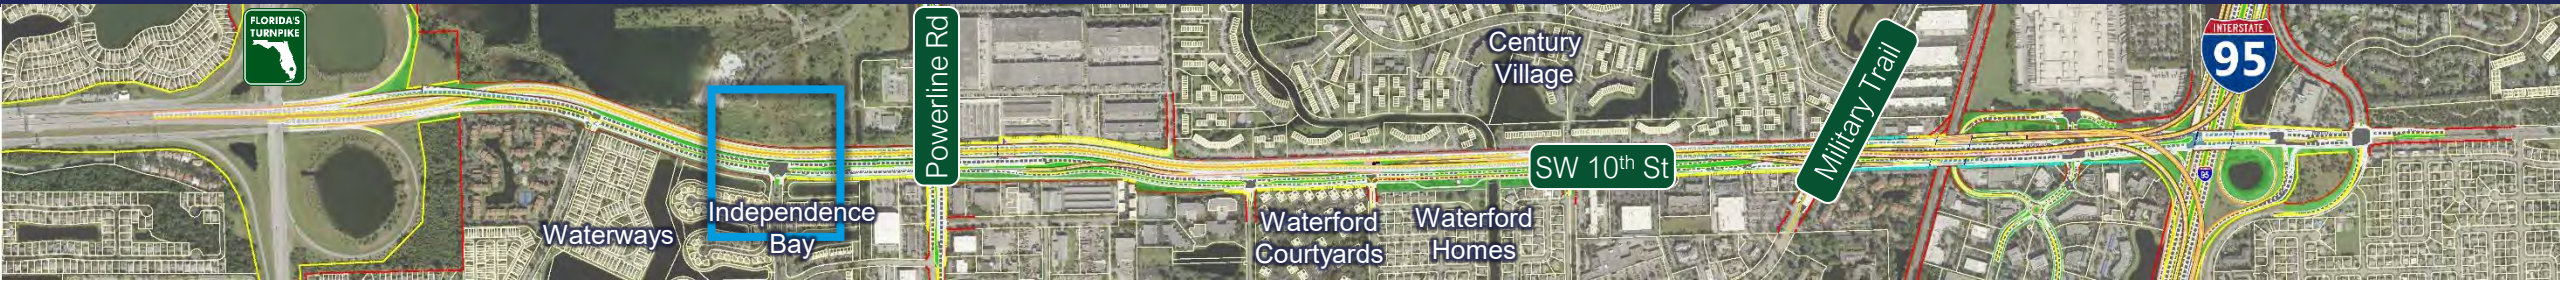 FLORIDA'S
TURNPIKE
Powerline Rd
Century
Village
Military Trail
INTERSTATE
95
SW 10th St
95
Waterways
Independence
Bay
Waterford
Courtyards
Waterford
Homes